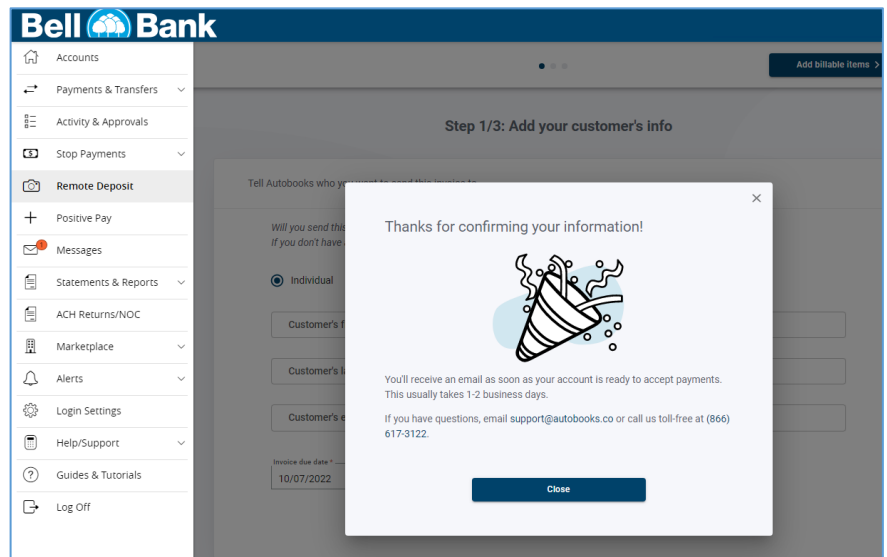 Bell Bank
Accounts
Payments & Transfers
Activity & Approvals
Stop Payments
Remote Deposit
Positive Pay
1
Messages
Statements & Reports
ACH Returns/NOC
Marketplace
Alerts
Login Settings
Help/Support
Guides & Tutorials
Log Off
Add billable items
Step 1/3: Add your customer's info
Tell Autobooks who
Will you send this
If you don't have
Individual
Customer's
Customer's
Customer's
Invoice due date *
10/07/2022
Thanks for confirming your information!
You'll receive an email as soon as your account is ready to accept payments.
This usually takes 1-2 business days.
If you have questions, email support@autobooks.co or call us toll-free at (866)
617-3122.
Close